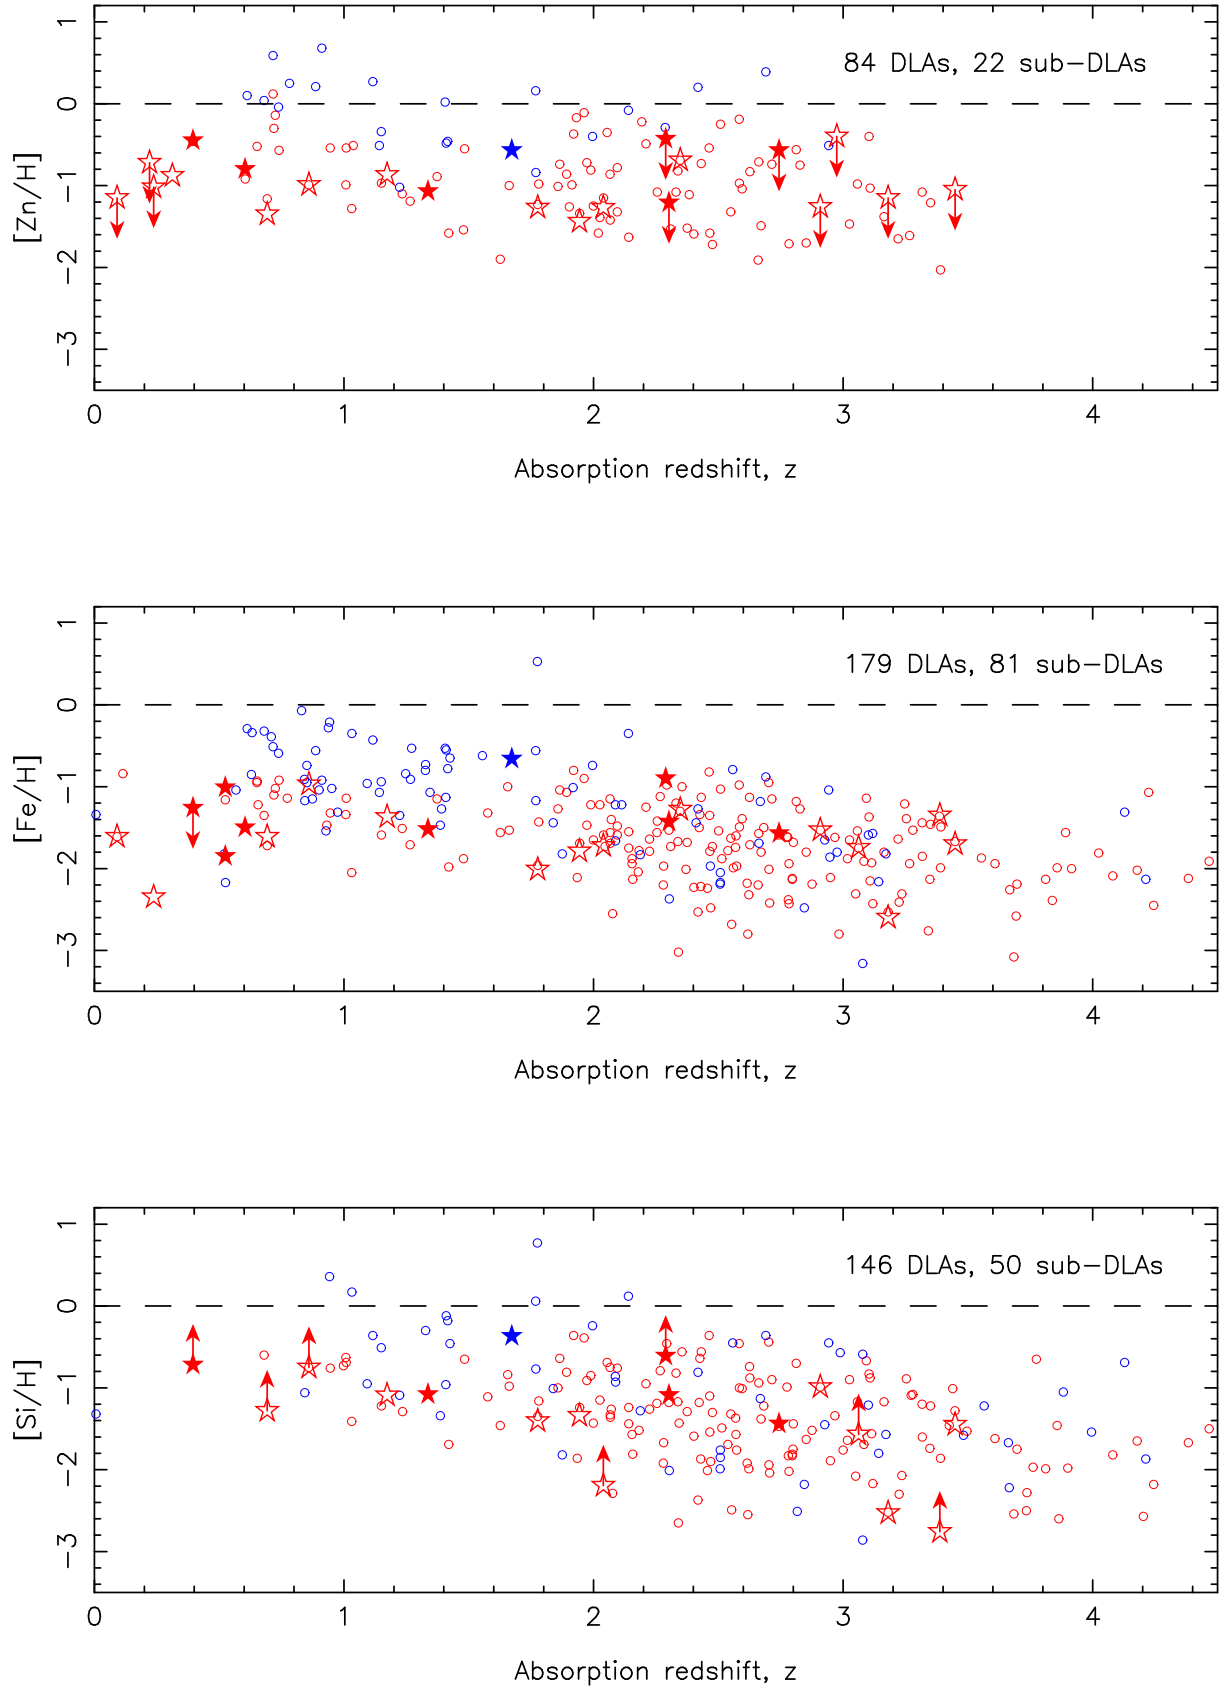 1
0
−1
−2
−3
[Zn/H]
84 DLAs, 22 sub−DLAs
0 1 2 3 4
Absorption redshift, z
1
0
−1
−2
−3
[Fe/H]
179 DLAs, 81 sub−DLAs
0 1 2 3 4
Absorption redshift, z
1
0
−1
−2
−3
[Si/H]
146 DLAs, 50 sub−DLAs
0 1 2 3 4
Absorption redshift, z